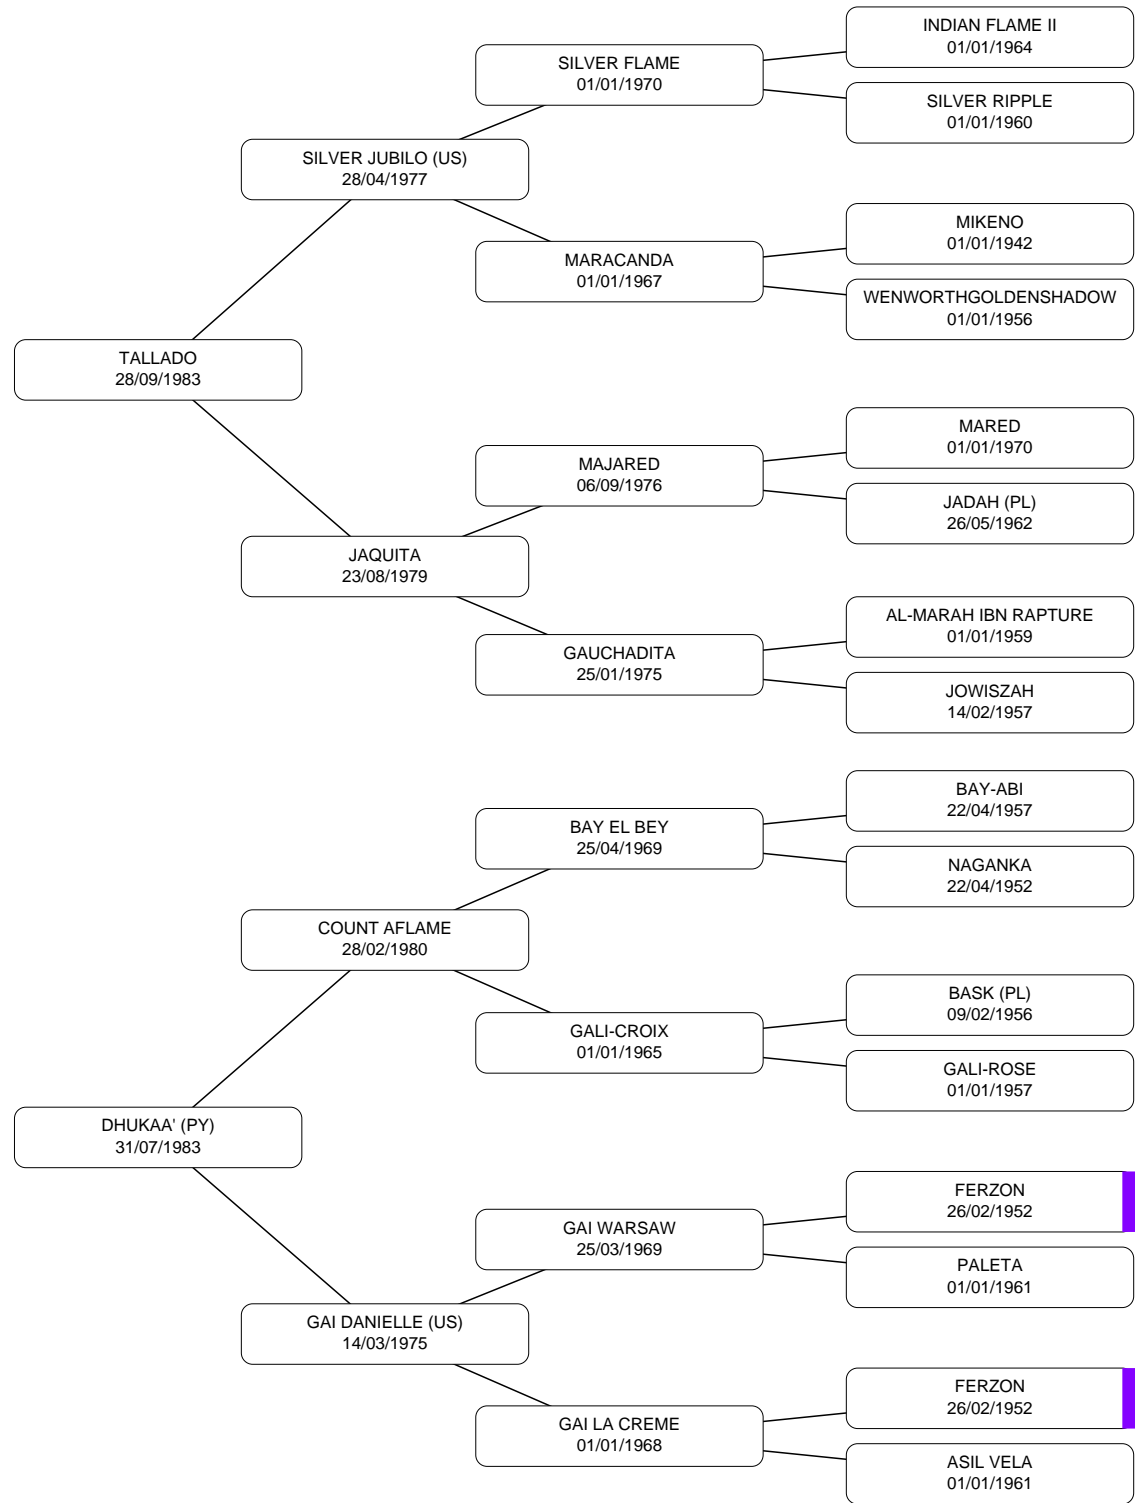 INDIAN FLAME II
01/01/1964
SILVER FLAME
01/01/1970
SILVER RIPPLE
01/01/1960
SILVER JUBILO (US)
28/04/1977
MIKENO
01/01/1942
MARACANDA
01/01/1967
WENWORTHGOLDENSHADOW
01/01/1956
TALLADO
28/09/1983
MARED
01/01/1970
MAJARED
06/09/1976
JADAH (PL)
26/05/1962
JAQUITA
23/08/1979
AL-MARAH IBN RAPTURE
01/01/1959
GAUCHADITA
25/01/1975
JOWISZAH
14/02/1957
BAY-ABI
22/04/1957
BAY EL BEY
25/04/1969
NAGANKA
22/04/1952
COUNT AFLAME
28/02/1980
BASK (PL)
09/02/1956
GALI-CROIX
01/01/1965
GALI-ROSE
01/01/1957
DHUKAA' (PY)
31/07/1983
FERZON
26/02/1952
GAI WARSAW
25/03/1969
PALETA
01/01/1961
GAI DANIELLE (US)
14/03/1975
FERZON
26/02/1952
GAI LA CREME
01/01/1968
ASIL VELA
01/01/1961